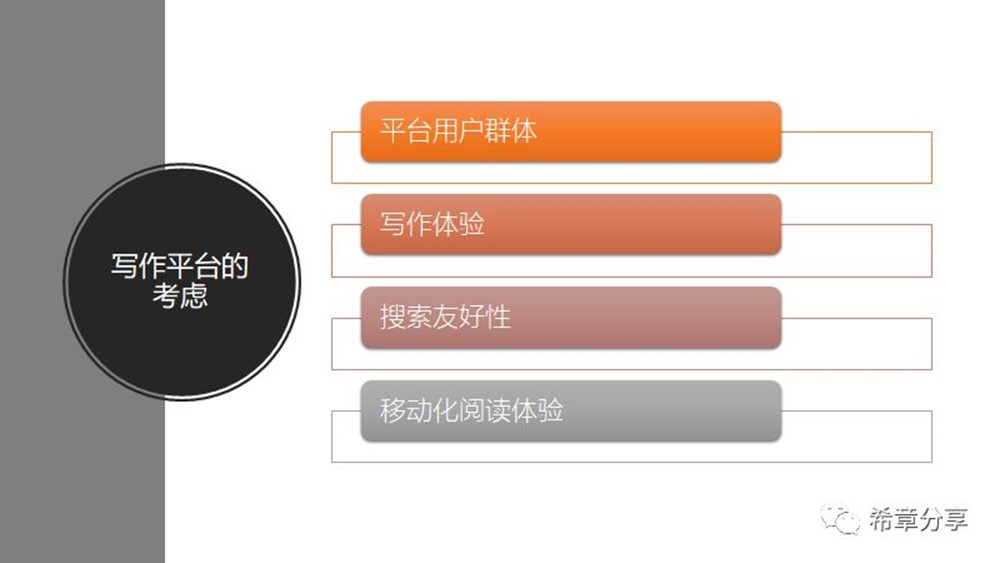 写作平台的
考虑
平台用户群体
写作体验
搜索友好性
移动化阅读体验
希章分享